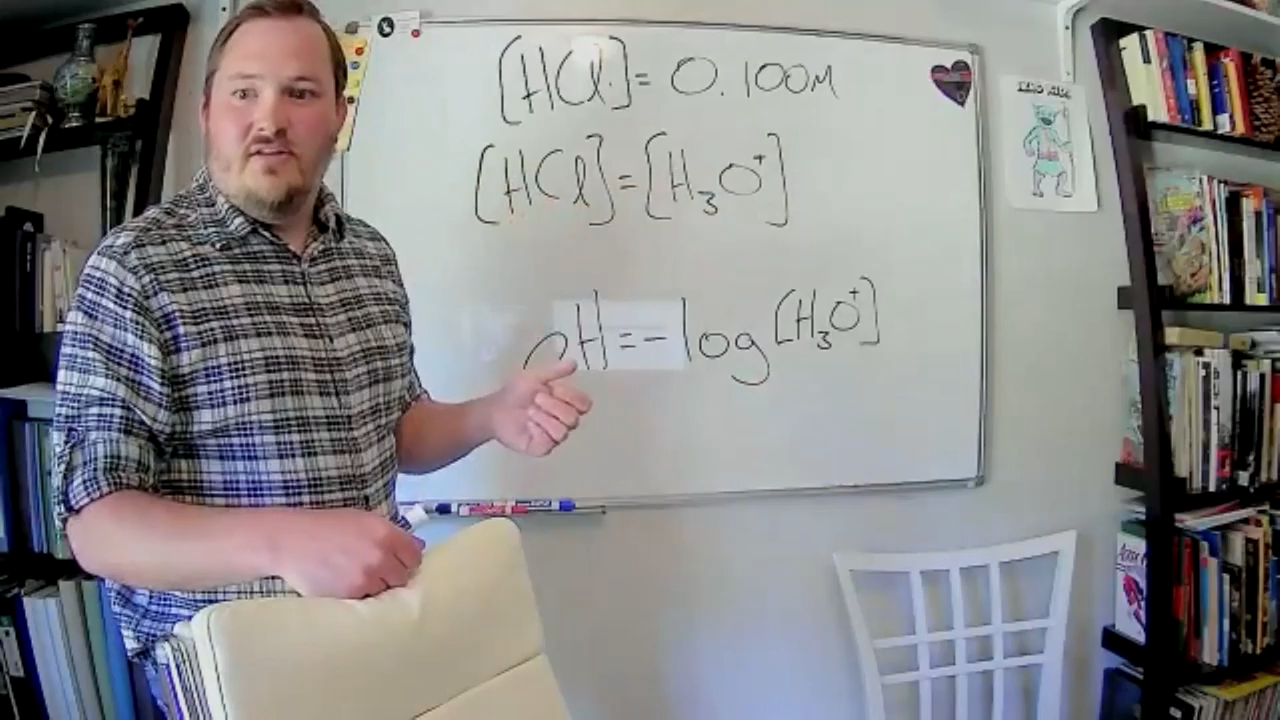 [HCl] = 0.100M
[HCl] = [H₃O⁺]
pH = -log [H₃O⁺]